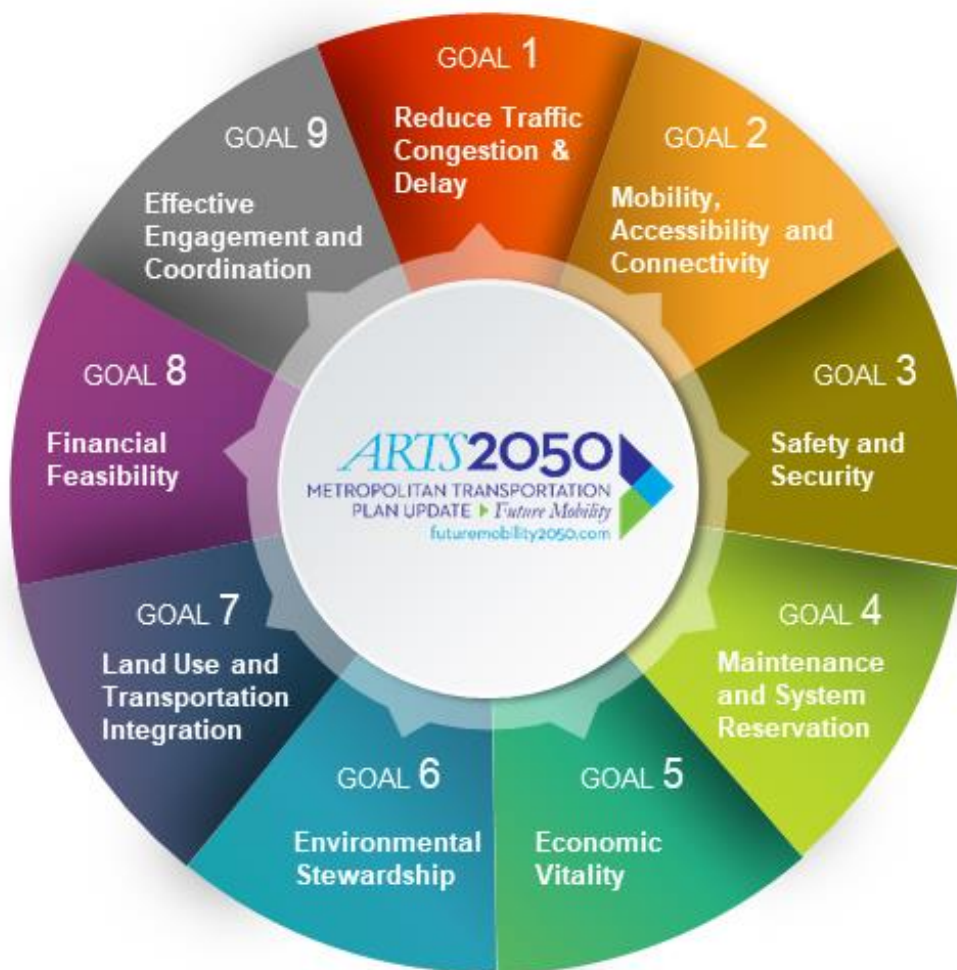 GOAL 1
Reduce Traffic
Congestion &
Delay
GOAL 2
Mobility,
Accessibility and
Connectivity
GOAL 3
Safety and
Security
GOAL 4
Maintenance
and System
Reservation
GOAL 5
Economic
Vitality
GOAL 6
Environmental
Stewardship
GOAL 7
Land Use and
Transportation
Integration
GOAL 8
Financial
Feasibility
GOAL 9
Effective
Engagement and
Coordination
ARTS2050
METROPOLITAN TRANSPORTATION
PLAN UPDATE Future Mobility
futuremobility2050.com